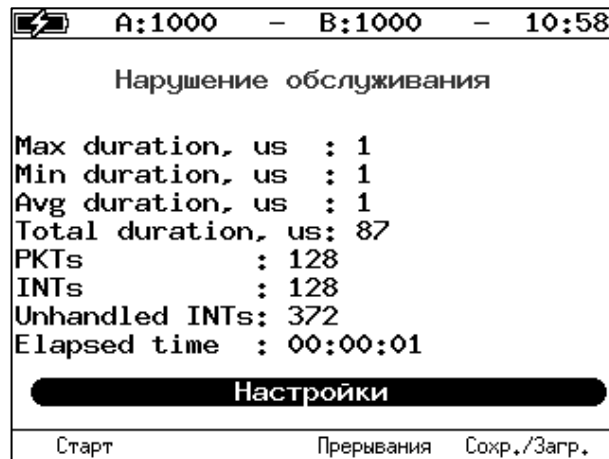 A:1000 – B:1000 – 10:58
Нарушение обслуживания
Max duration, us : 1
Min duration, us : 1
Avg duration, us : 1
Total duration, us: 87
PKTs : 128
INTs : 128
Unhandled INTs: 372
Elapsed time : 00:00:01
Настройки
Старт Прерывания Сохр./Загр.